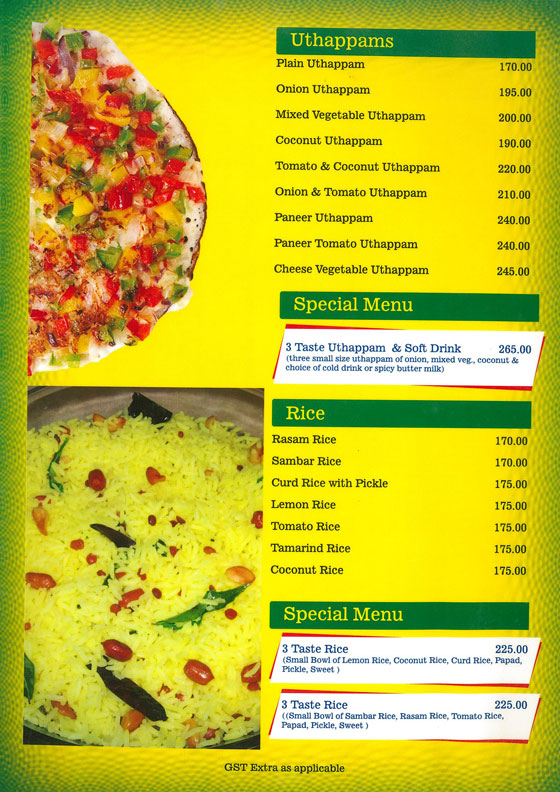 Uthappams
Plain Uthappam 170.00
Onion Uthappam 195.00
Mixed Vegetable Uthappam 200.00
Coconut Uthappam 190.00
Tomato & Coconut Uthappam 220.00
Onion & Tomato Uthappam 210.00
Paneer Uthappam 240.00
Paneer Tomato Uthappam 240.00
Cheese Vegetable Uthappam 245.00
Special Menu
3 Taste Uthappam & Soft Drink 265.00
(three small size uthappam of onion, mixed veg., coconut &
choice of cold drink or spicy butter milk)
Rice
Rasam Rice 170.00
Sambar Rice 170.00
Curd Rice with Pickle 175.00
Lemon Rice 175.00
Tomato Rice 175.00
Tamarind Rice 175.00
Coconut Rice 175.00
Special Menu
3 Taste Rice 225.00
(Small Bowl of Lemon Rice, Coconut Rice, Curd Rice, Papad,
Pickle, Sweet )
3 Taste Rice 225.00
((Small Bowl of Sambar Rice, Rasam Rice, Tomato Rice,
Papad, Pickle, Sweet )
GST Extra as applicable